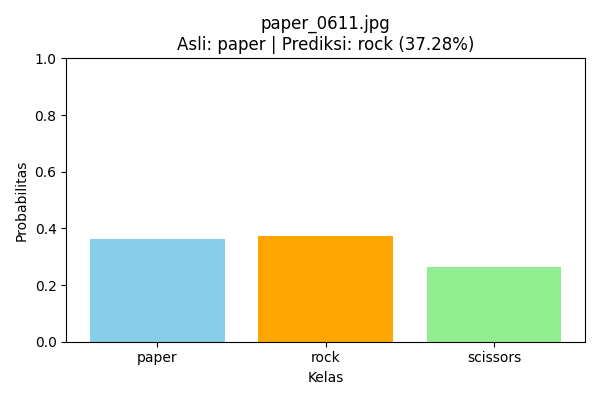 paper_0611.jpg
Asli: paper | Prediksi: rock (37.28%)
1.0
0.8
0.6
0.4
0.2
0.0
Probabilitas
paper rock scissors
Kelas